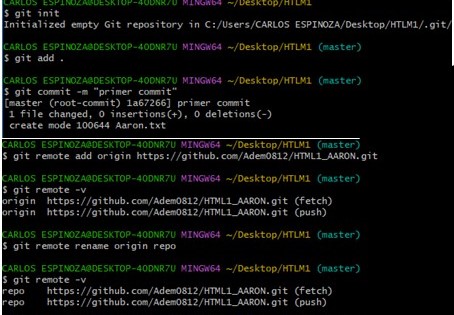 CARLOS ESPINOZA@DESKTOP-4ODNR7U MINGW64 ~/Desktop/HTLM1
$ git init
Initialized empty Git repository in C:/Users/CARLOS ESPINOZA/Desktop/HTLM1/.git/
CARLOS ESPINOZA@DESKTOP-4ODNR7U MINGW64 ~/Desktop/HTLM1 (master)
$ git add .
CARLOS ESPINOZA@DESKTOP-4ODNR7U MINGW64 ~/Desktop/HTLM1 (master)
$ git commit -m "primer commit"
[master (root-commit) 1a67266] primer commit
1 file changed, 0 insertions(+), 0 deletions(-)
create mode 100644 Aaron.txt
CARLOS ESPINOZA@DESKTOP-4ODNR7U MINGW64 ~/Desktop/HTLM1 (master)
$ git remote add origin https://github.com/Adem0812/HTML1_AARON.git
CARLOS ESPINOZA@DESKTOP-4ODNR7U MINGW64 ~/Desktop/HTLM1 (master)
$ git remote -v
origin https://github.com/Adem0812/HTML1_AARON.git (fetch)
origin https://github.com/Adem0812/HTML1_AARON.git (push)
CARLOS ESPINOZA@DESKTOP-4ODNR7U MINGW64 ~/Desktop/HTLM1 (master)
$ git remote rename origin repo
CARLOS ESPINOZA@DESKTOP-4ODNR7U MINGW64 ~/Desktop/HTLM1 (master)
$ git remote -v
repo https://github.com/Adem0812/HTML1_AARON.git (fetch)
repo https://github.com/Adem0812/HTML1_AARON.git (push)